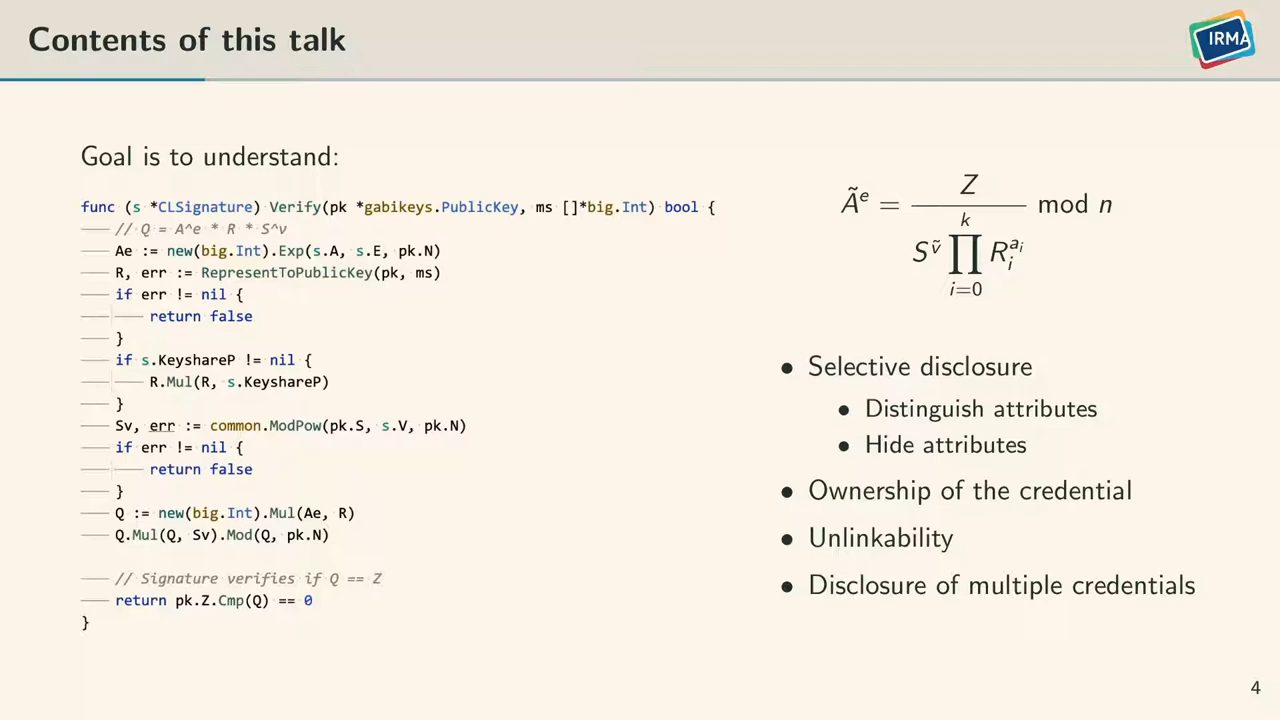 Contents of this talk
IRMA
Goal is to understand:
func (s *CLSignature) Verify(pk *gabikeys.PublicKey, ms []*big.Int) bool {
// Q = A^e * R * S^v
Ae := new(big.Int).Exp(s.A, s.E, pk.N)
R, err := RepresentToPublicKey(pk, ms)
if err != nil {
return false
}
if s.KeyshareP != nil {
R.Mul(R, s.KeyshareP)
}
Sv, err := common.ModPow(pk.S, s.V, pk.N)
if err != nil {
return false
}
Q := new(big.Int).Mul(Ae, R)
Q.Mul(Q, Sv).Mod(Q, pk.N)
// Signature verifies if Q == Z
return pk.Z.Cmp(Q) == 0
}
Ã^e = Z / (S^ṽ ∏_{i=0}^{k} R_i^{a_i}) mod n
• Selective disclosure
• Distinguish attributes
• Hide attributes
• Ownership of the credential
• Unlinkability
• Disclosure of multiple credentials
4